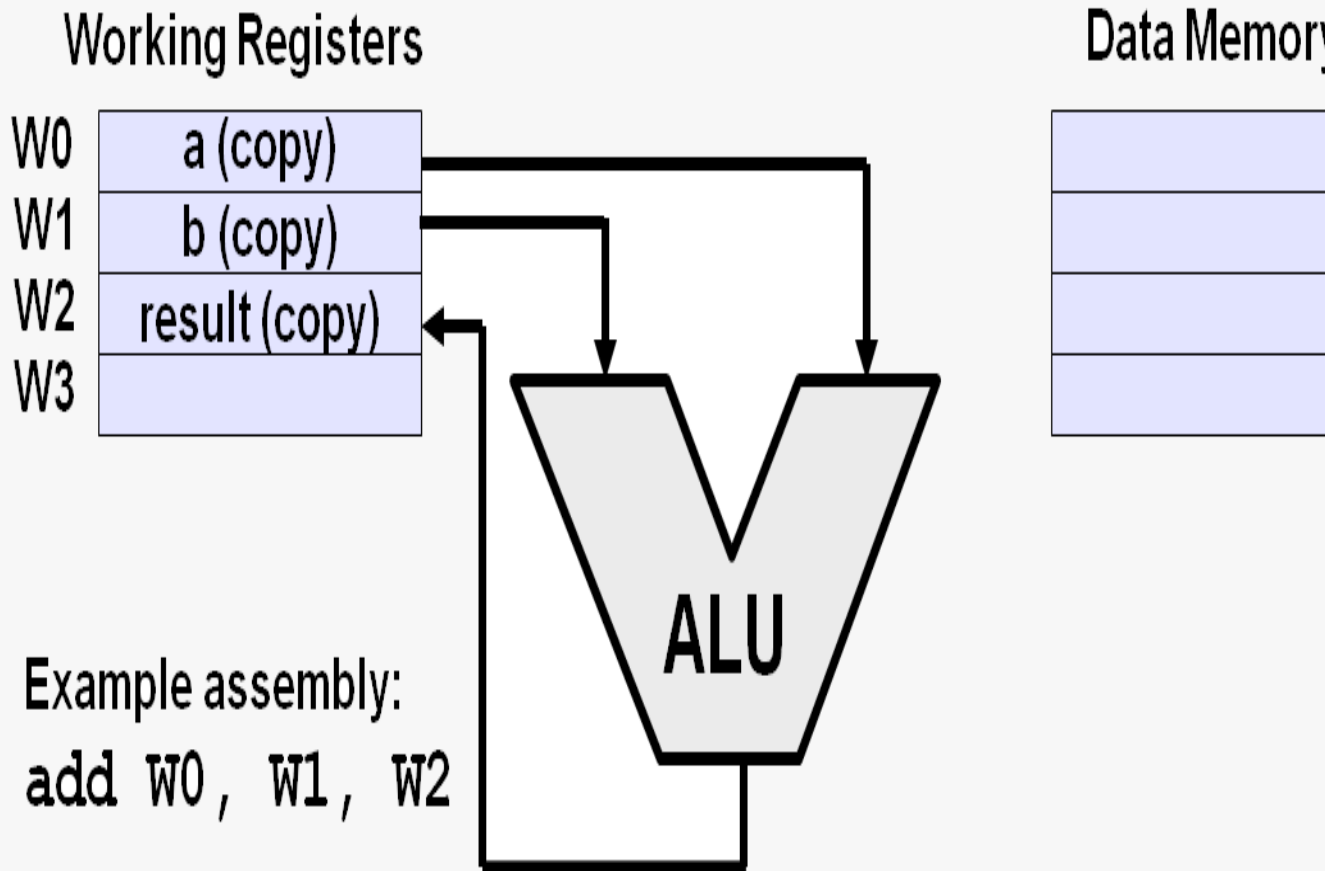 Working Registers
Data Memory
W0
a (copy)
W1
b (copy)
W2
result (copy)
W3
ALU
Example assembly:
add W0, W1, W2